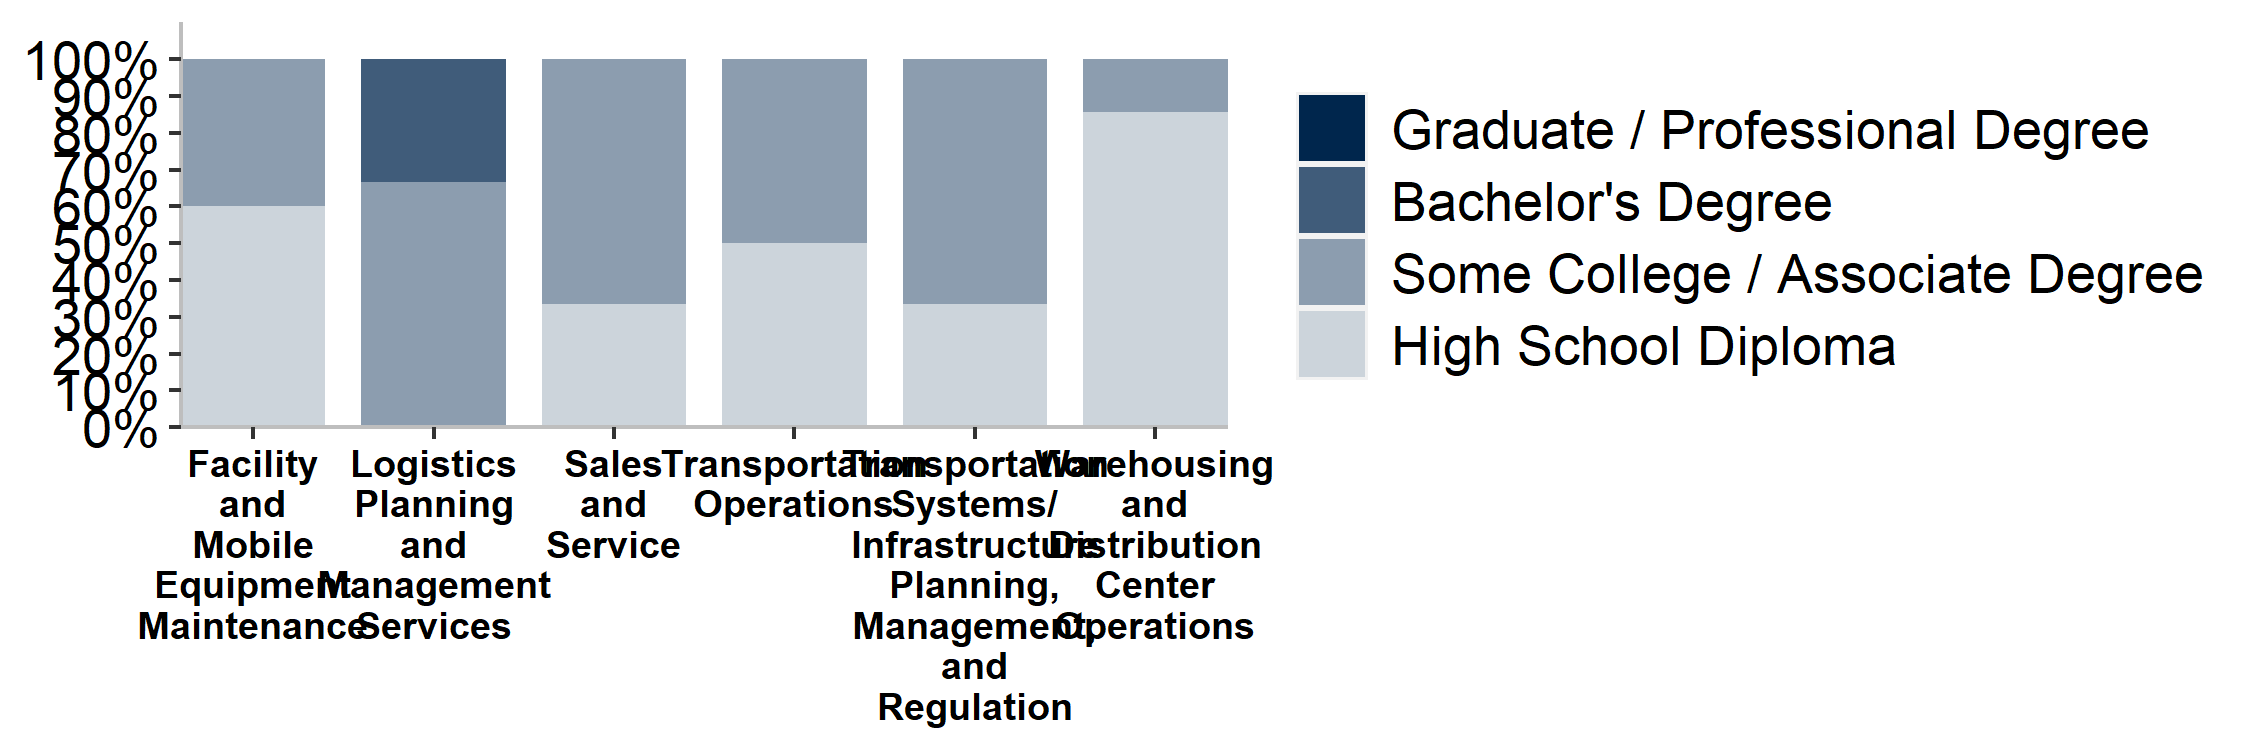 100%
90%
80%
70%
60%
50%
40%
30%
20%
10%
0%
Graduate / Professional Degree
Bachelor's Degree
Some College / Associate Degree
High School Diploma
Facility
and
Mobile
Equipment
Maintenance
Logistics
Planning
and
Management
Services
Sales
and
Service
Transportation
Operations
Transportation
Systems/
Infrastructure
Planning,
Management,
and
Regulation
Warehousing
and
Distribution
Center
Operations